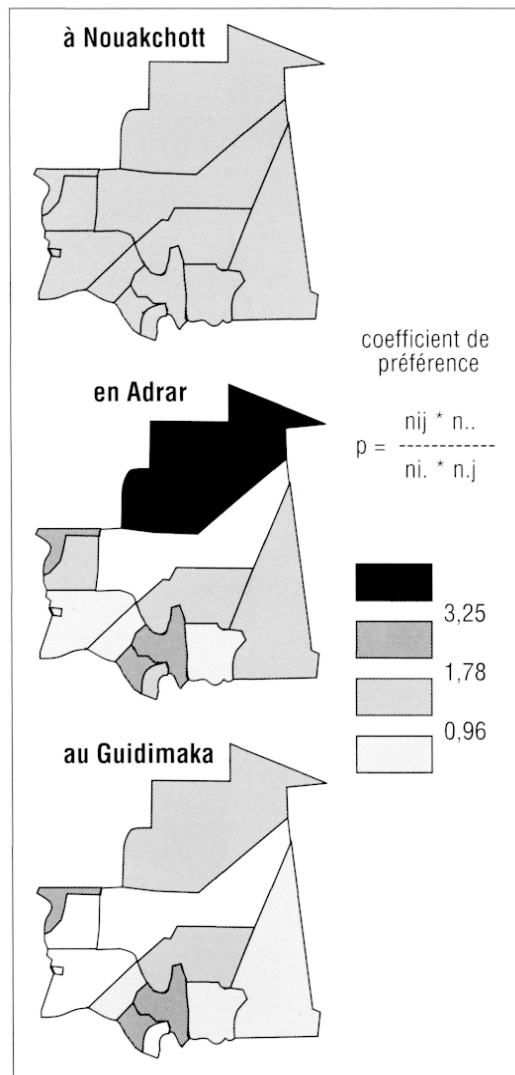 à Nouakchott
coefficient de
préférence
en Adrar
nij * n..
p = ------------
ni. * n.j
3,25
1,78
0,96
au Guidimaka